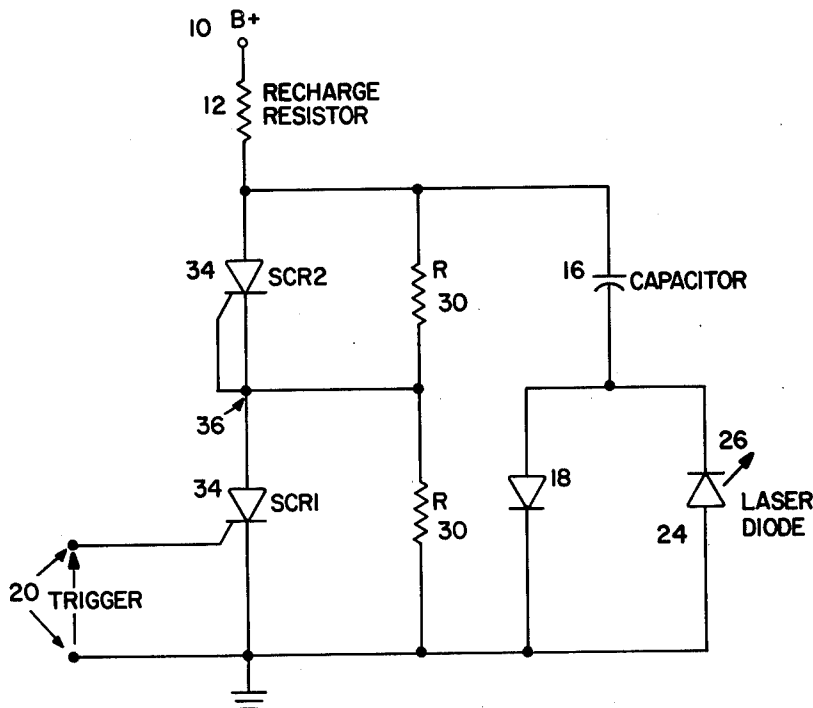 10 B+
12 RECHARGE
RESISTOR
34 SCR2
R
30
16 CAPACITOR
36
34 SCR1
R
30
18
26
LASER
DIODE
24
20 TRIGGER